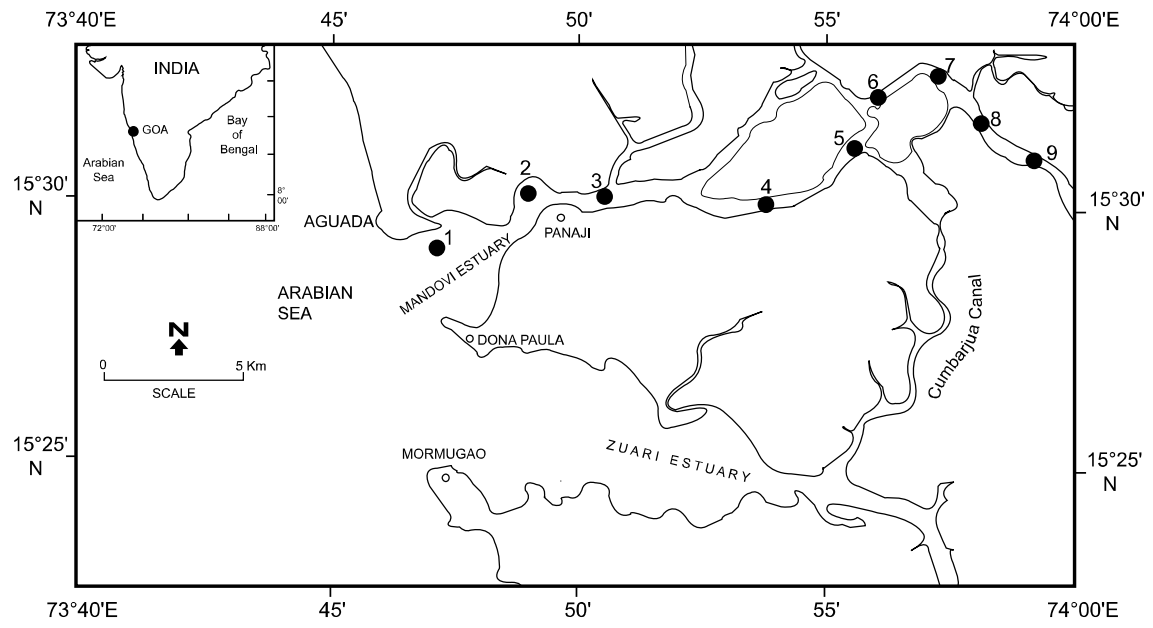 73°40'E
45'
50'
55'
74°00'E
INDIA
GOA
Bay
of
Bengal
Arabian
Sea
8°
00'
72°00'
88°00'
15°30'
N
15°30'
N
AGUADA
1
2
3
4
5
6
7
8
9
PANAJI
MANDOVI ESTUARY
ARABIAN
SEA
DONA PAULA
N
0
5 Km
SCALE
Cumbarjua Canal
ZUARI ESTUARY
MORMUGAO
15°25'
N
15°25'
N
73°40'E
45'
50'
55'
74°00'E